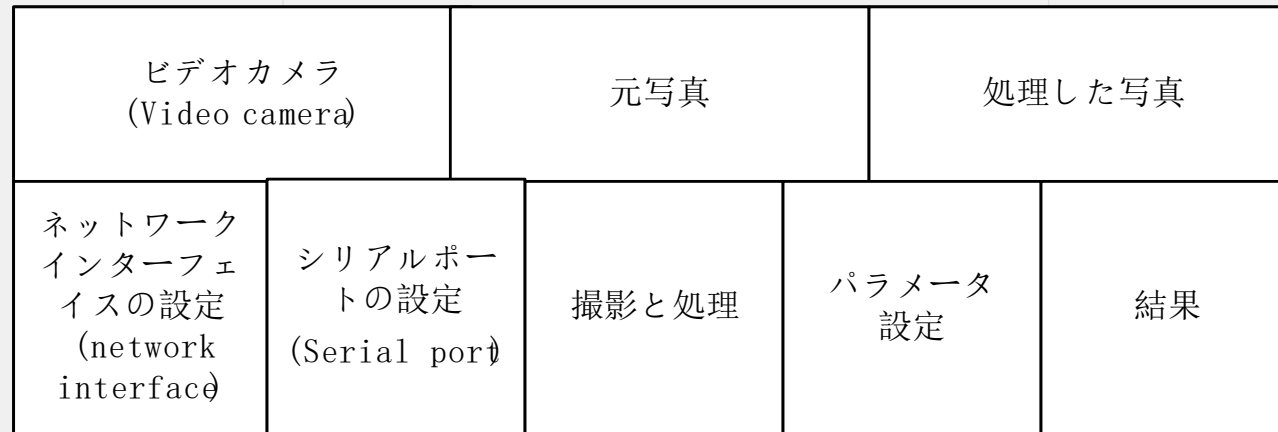 ビデオカメラ
(Video camera)
元写真
処理した写真
ネットワーク
インターフェ
イスの設定
(network
interface)
シリアルポー
トの設定
(Serial port)
撮影と処理
パラメータ
設定
結果